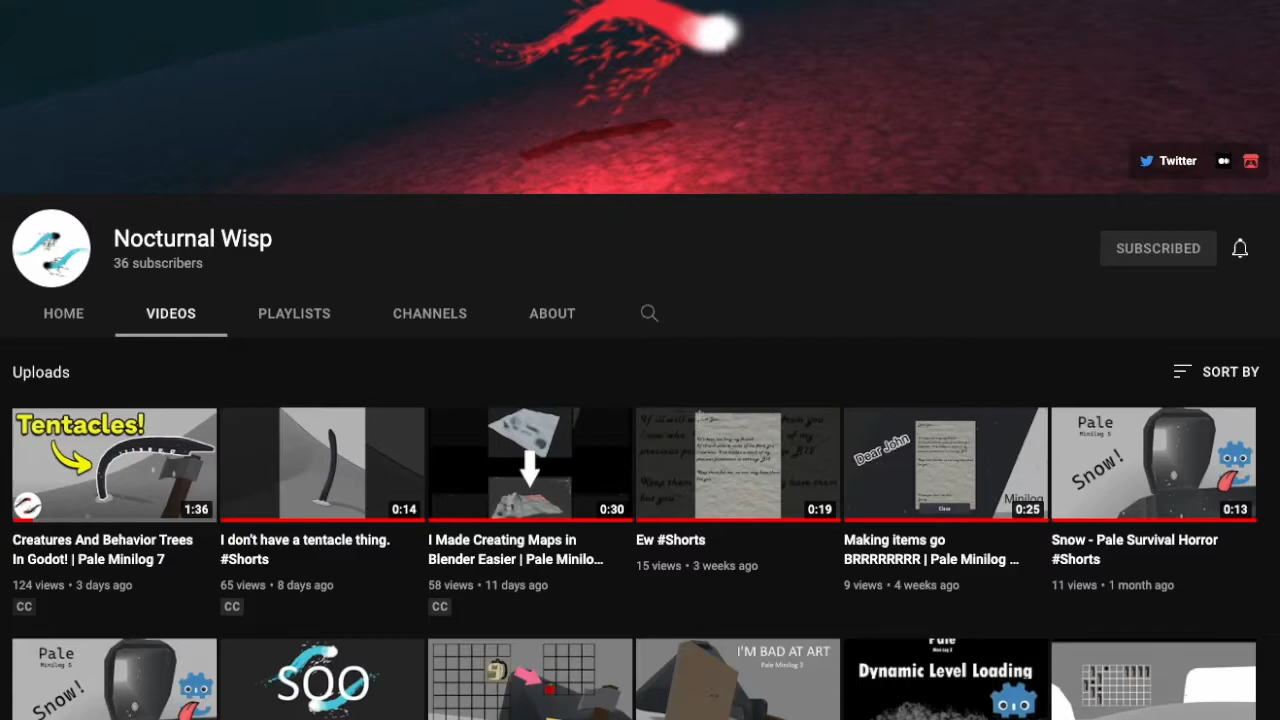 Twitter
Nocturnal Wisp
36 subscribers
SUBSCRIBED
HOME VIDEOS PLAYLISTS CHANNELS ABOUT
Uploads
SORT BY
Tentacles!
1:36
0:14
0:30
0:19
Dear John
Minilog
Close
0:25
Pale
Minilog 5
Snow!
0:13
Creatures And Behavior Trees
In Godot! | Pale Minilog 7
124 views • 3 days ago
CC
I don't have a tentacle thing.
#Shorts
65 views • 8 days ago
CC
I Made Creating Maps in
Blender Easier | Pale Minilo...
58 views • 11 days ago
CC
Ew #Shorts
15 views • 3 weeks ago
Making items go
BRRRRRRRR | Pale Minilog ...
9 views • 4 weeks ago
Snow - Pale Survival Horror
#Shorts
11 views • 1 month ago
Pale
Minilog 5
Snow!
SOO
I'M BAD AT ART
Pale Minilog 3
Pale
Dynamic Level Loading